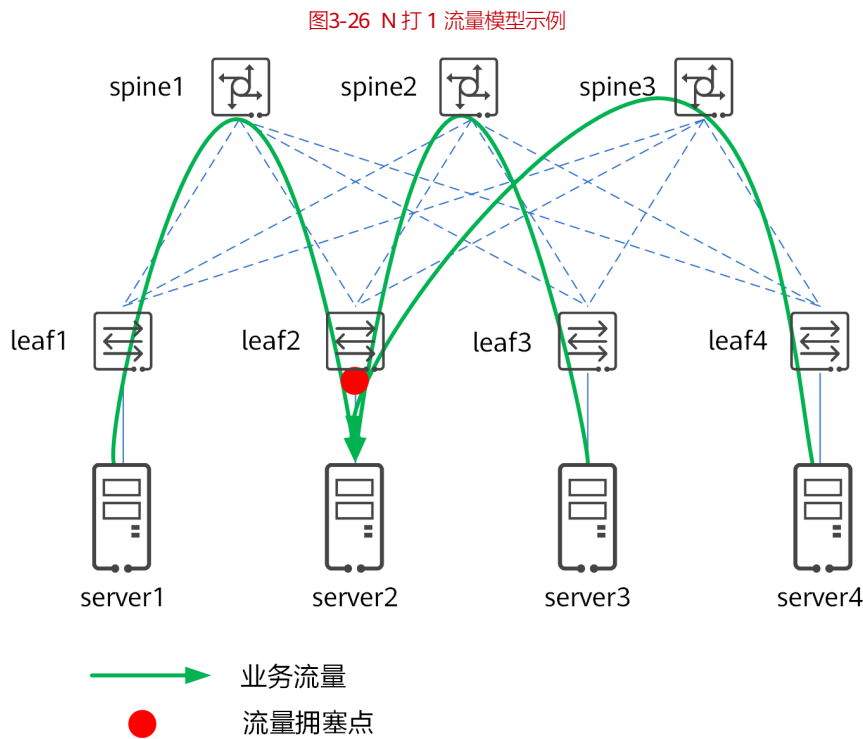 图3-26 N 打 1 流量模型示例
spine1 spine2 spine3
leaf1 leaf2 leaf3 leaf4
server1 server2 server3 server4
业务流量
流量拥塞点